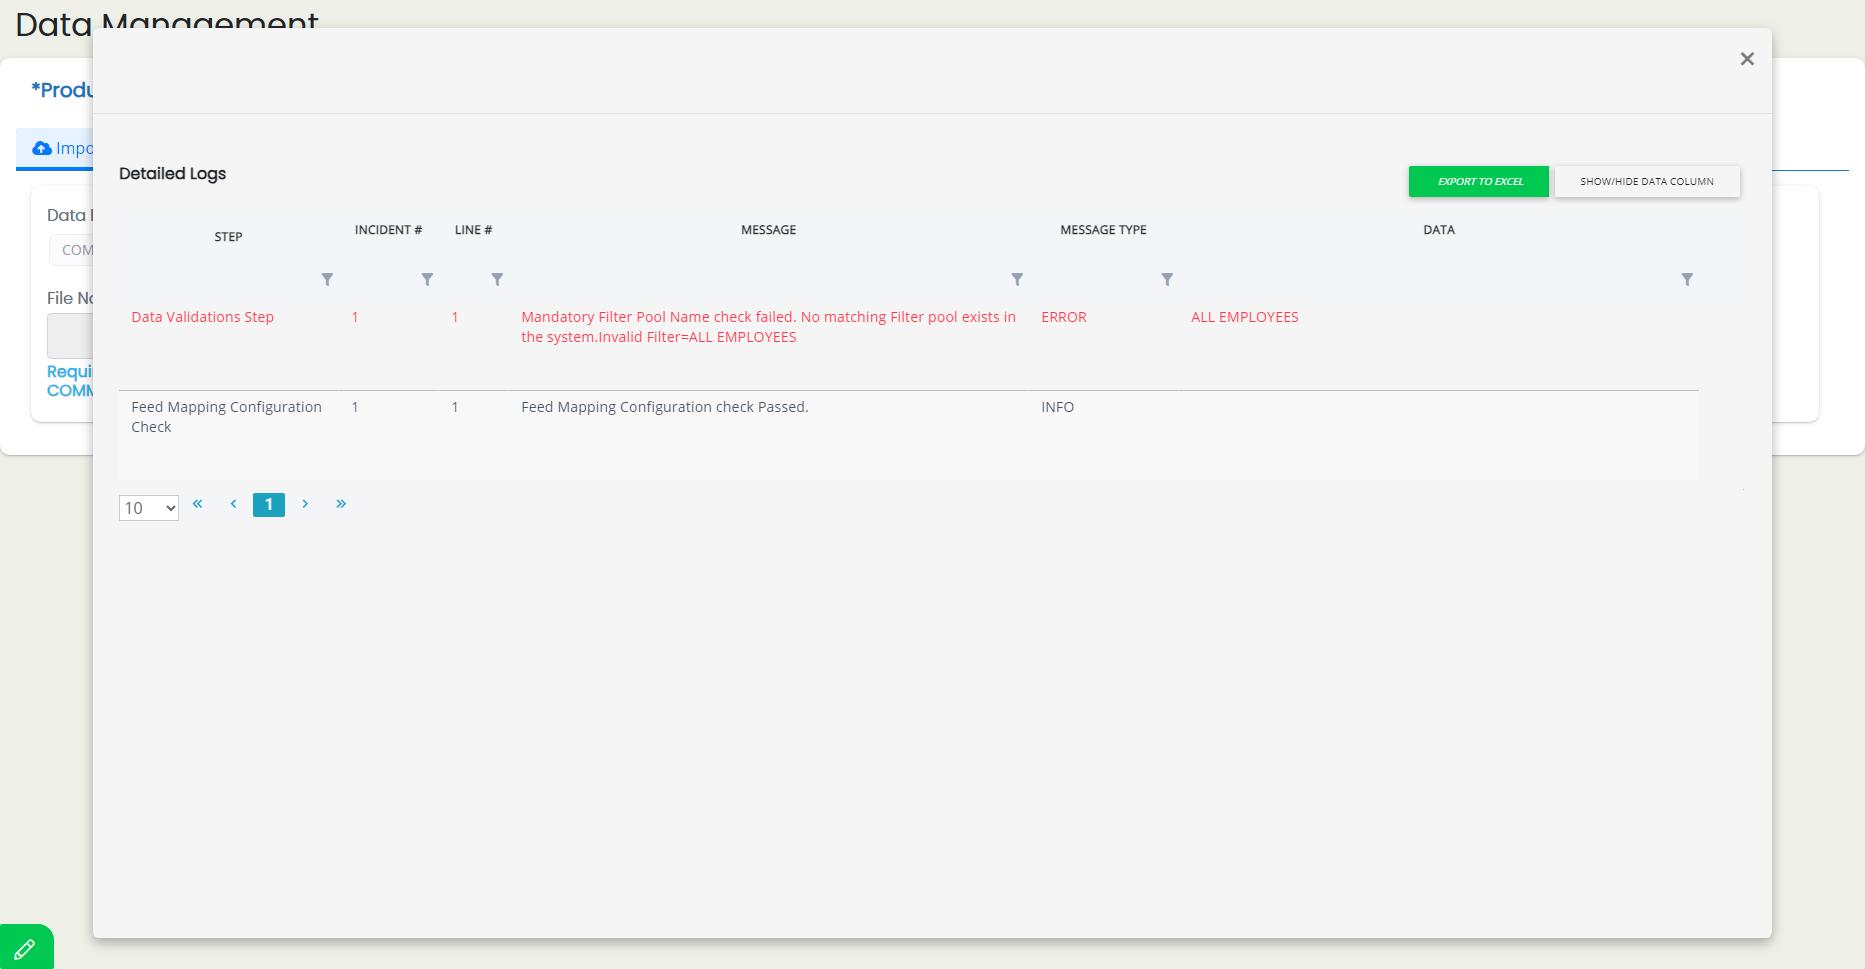 Data Management
*Produ
Impo
Data
COM
File No
Requi
COMM
×
Detailed Logs
EXPORT TO EXCEL
SHOW/HIDE DATA COLUMN
STEP
INCIDENT #
LINE #
MESSAGE
MESSAGE TYPE
DATA
Data Validations Step
1
1
Mandatory Filter Pool Name check failed. No matching Filter pool exists in
the system.Invalid Filter=ALL EMPLOYEES
ERROR
ALL EMPLOYEES
Feed Mapping Configuration
Check
1
1
Feed Mapping Configuration check Passed.
INFO
10
« ‹ 1 › »